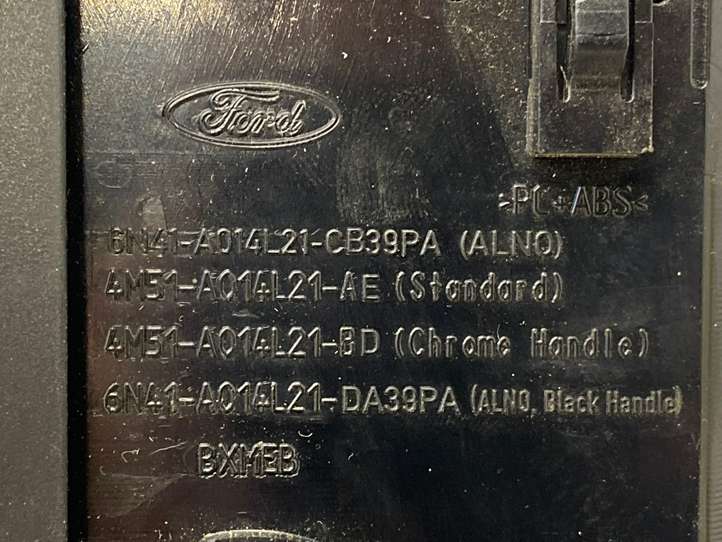 Ford
>PC+ABS<
6N41-A014L21-CB39PA (ALNO)
4M51-A014L21-AE (Standard)
4M51-A014L21-BD (Chrome Handle)
6N41-A014L21-DA39PA (ALNO, Black Handle)
BXMEB